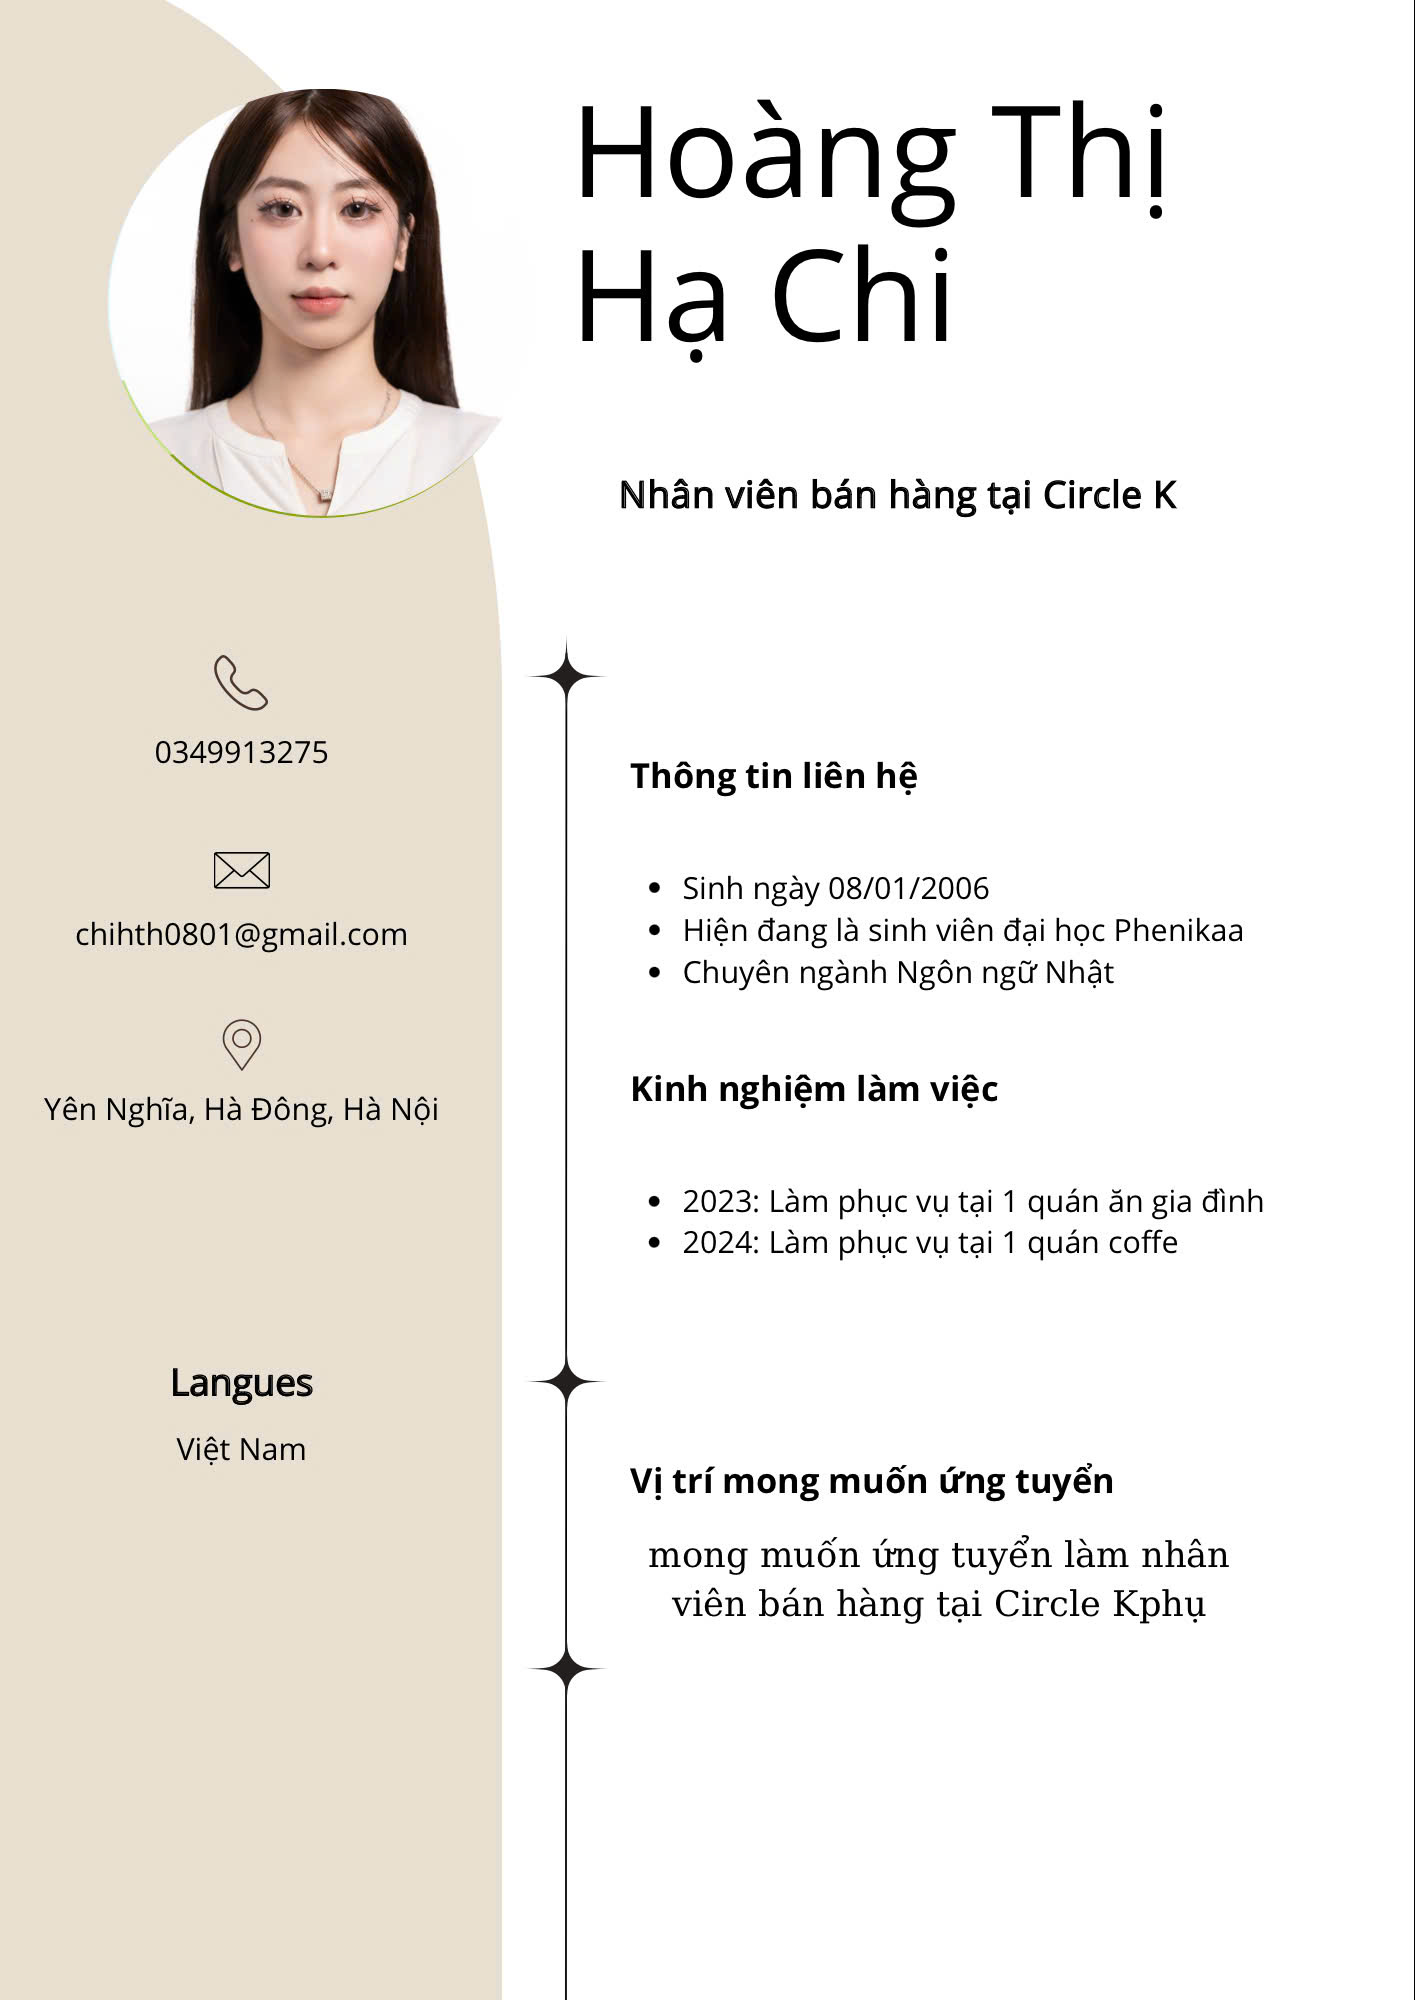 Hoàng Thị
Hạ Chi
Nhân viên bán hàng tại Circle K
0349913275
chihth0801@gmail.com
Yên Nghĩa, Hà Đông, Hà Nội
Langues
Việt Nam
Thông tin liên hệ
• Sinh ngày 08/01/2006
• Hiện đang là sinh viên đại học Phenikaa
• Chuyên ngành Ngôn ngữ Nhật
Kinh nghiệm làm việc
• 2023: Làm phục vụ tại 1 quán ăn gia đình
• 2024: Làm phục vụ tại 1 quán coffe
Vị trí mong muốn ứng tuyển
mong muốn ứng tuyển làm nhân
viên bán hàng tại Circle Kphụ